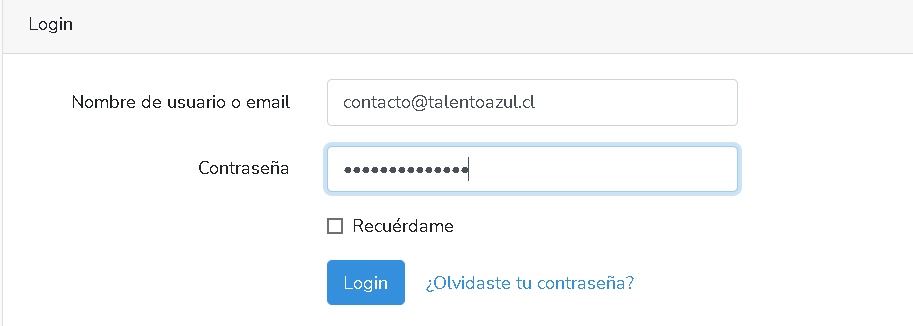 Login
Nombre de usuario o email contacto@talentoazul.cl
Contraseña ••••••••••••••
Recuérdame
Login ¿Olvidaste tu contraseña?